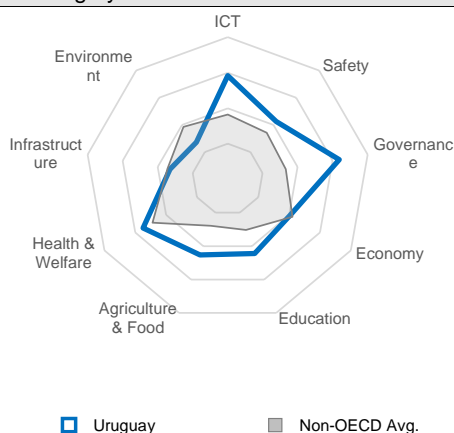 ICT
Safety
Governanc
e
Economy
Education
Agriculture
& Food
Health &
Welfare
Infrastruct
ure
Environme
nt
Uruguay
Non-OECD Avg.